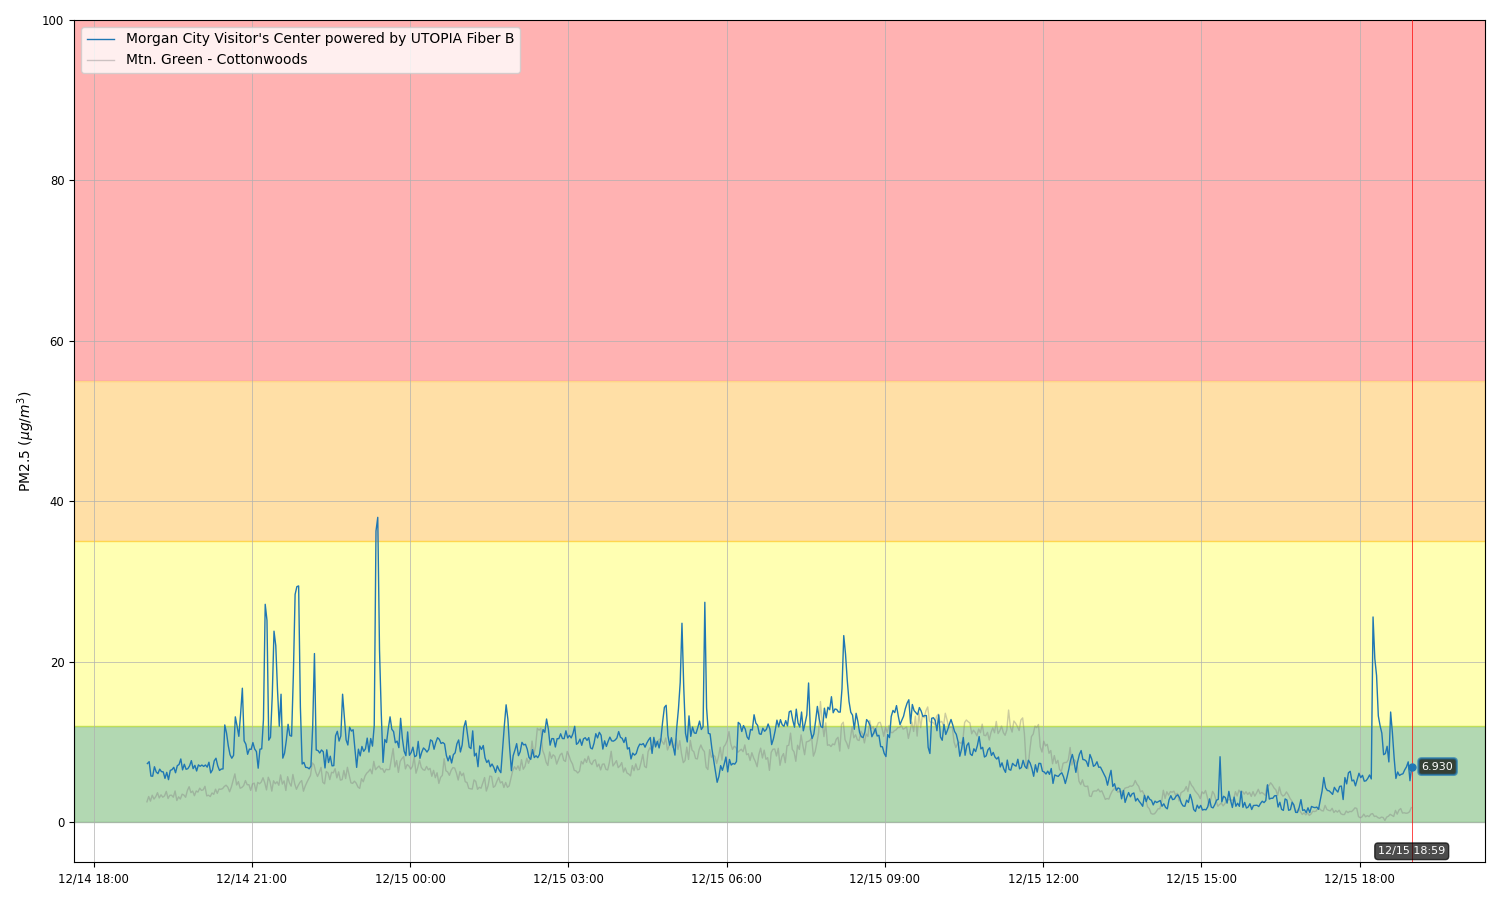 100
80
60
40
20
0
PM2.5 (μg/m³)
Morgan City Visitor's Center powered by UTOPIA Fiber B
Mtn. Green - Cottonwoods
6.930
12/15 18:59
12/14 18:00 12/14 21:00 12/15 00:00 12/15 03:00 12/15 06:00 12/15 09:00 12/15 12:00 12/15 15:00 12/15 18:00